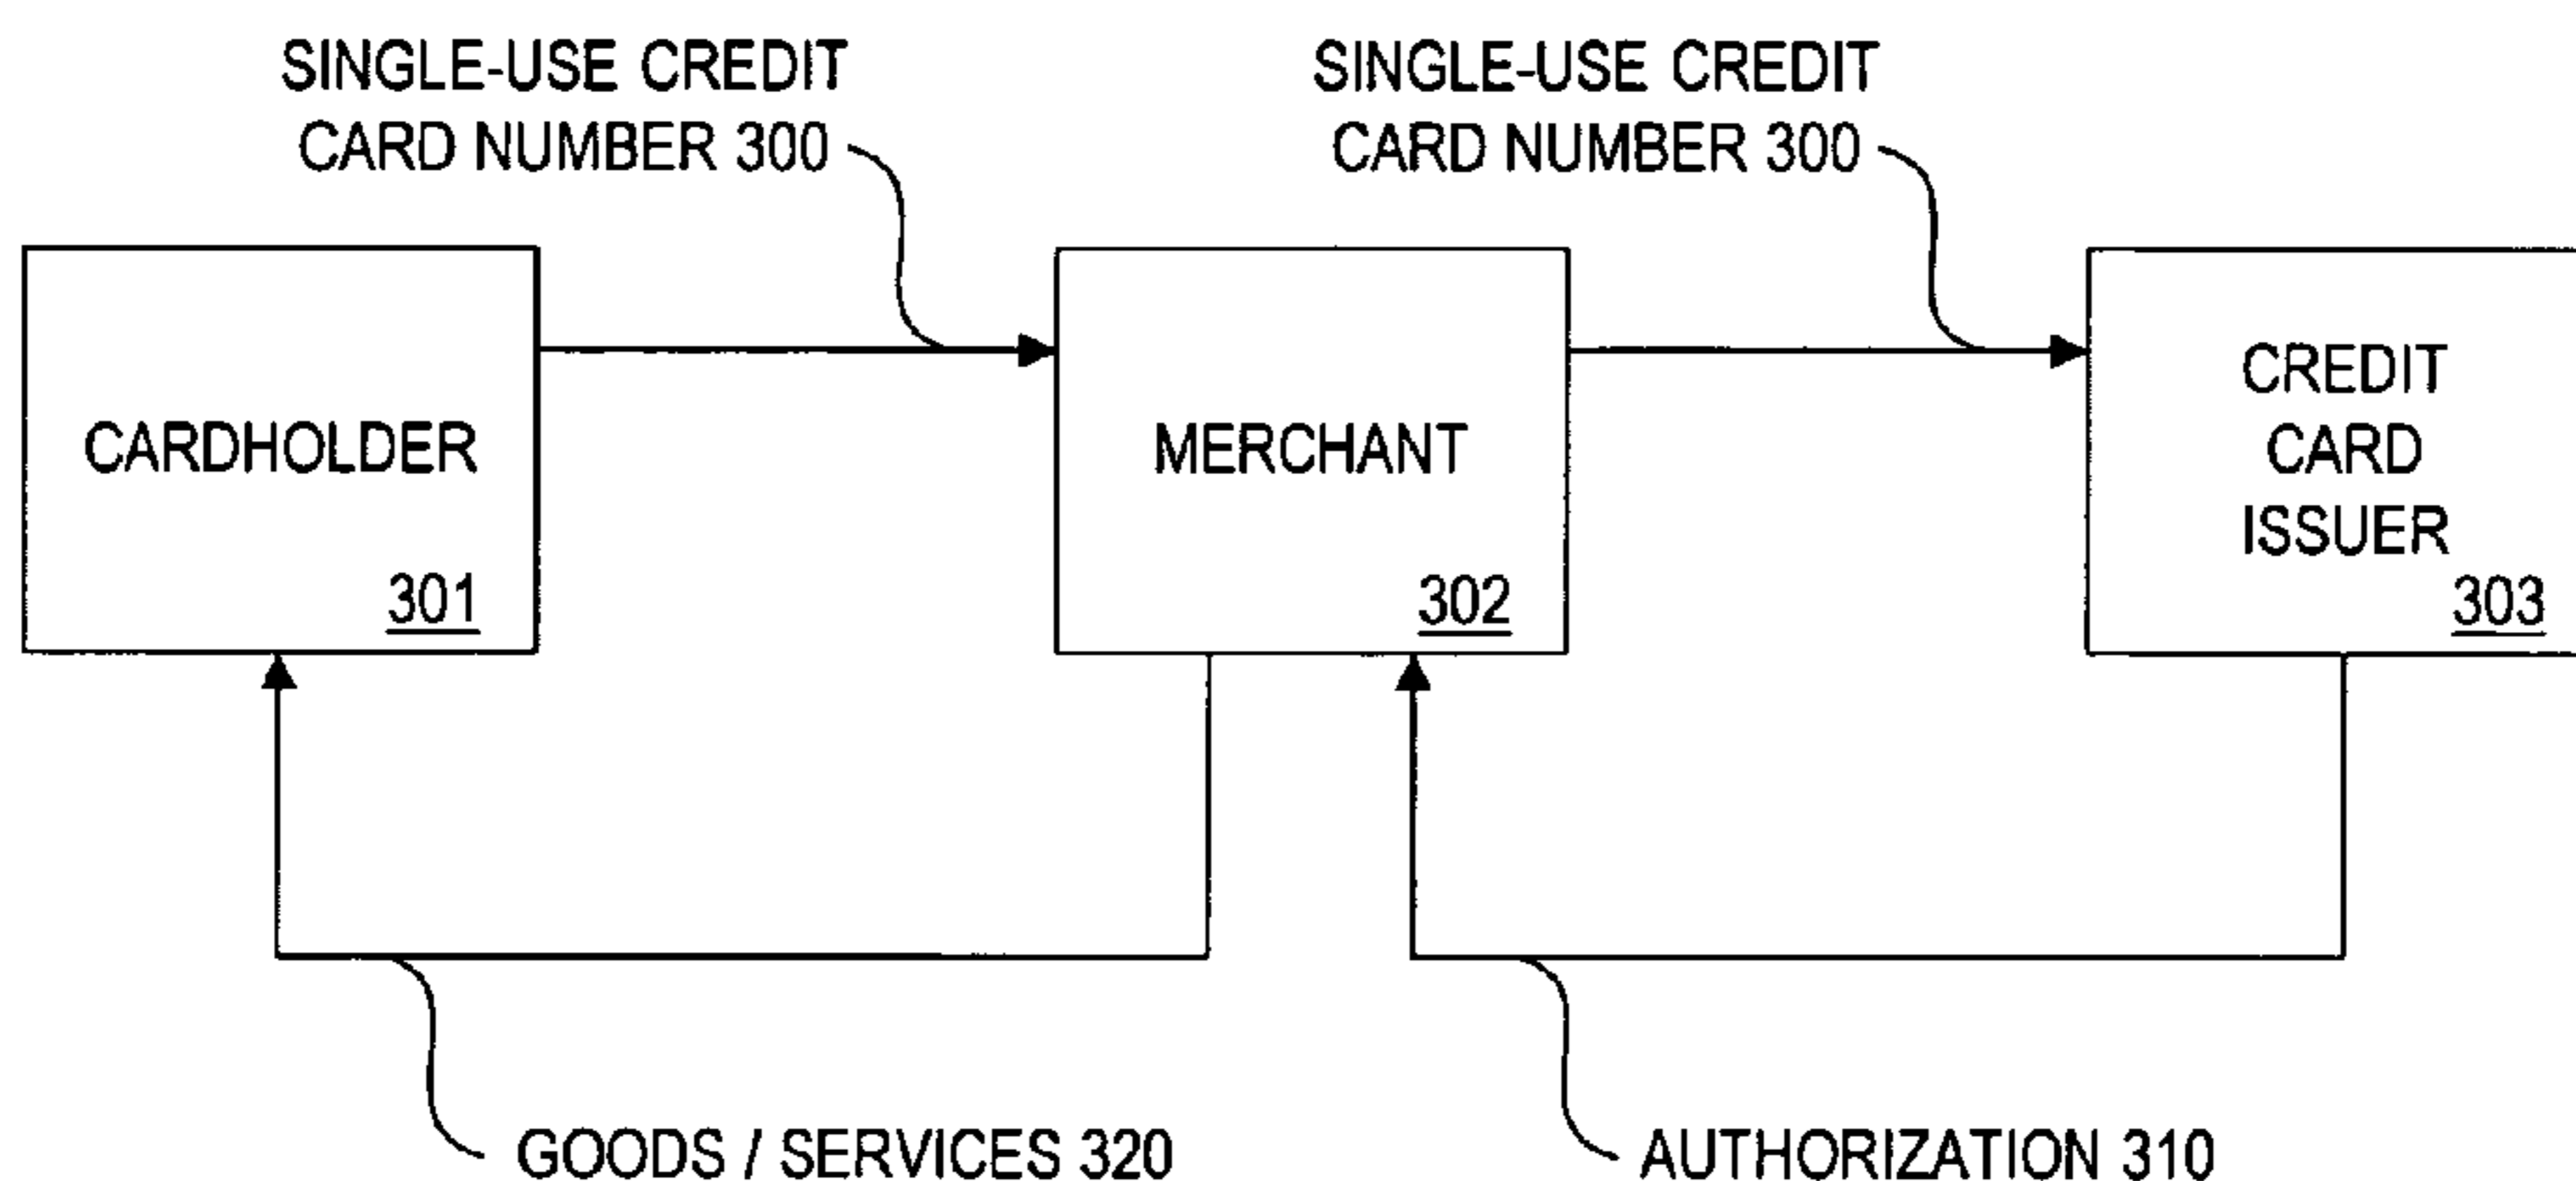 SINGLE-USE CREDIT
CARD NUMBER 300
SINGLE-USE CREDIT
CARD NUMBER 300
CARDHOLDER
301
MERCHANT
302
CREDIT
CARD
ISSUER
303
GOODS / SERVICES 320
AUTHORIZATION 310